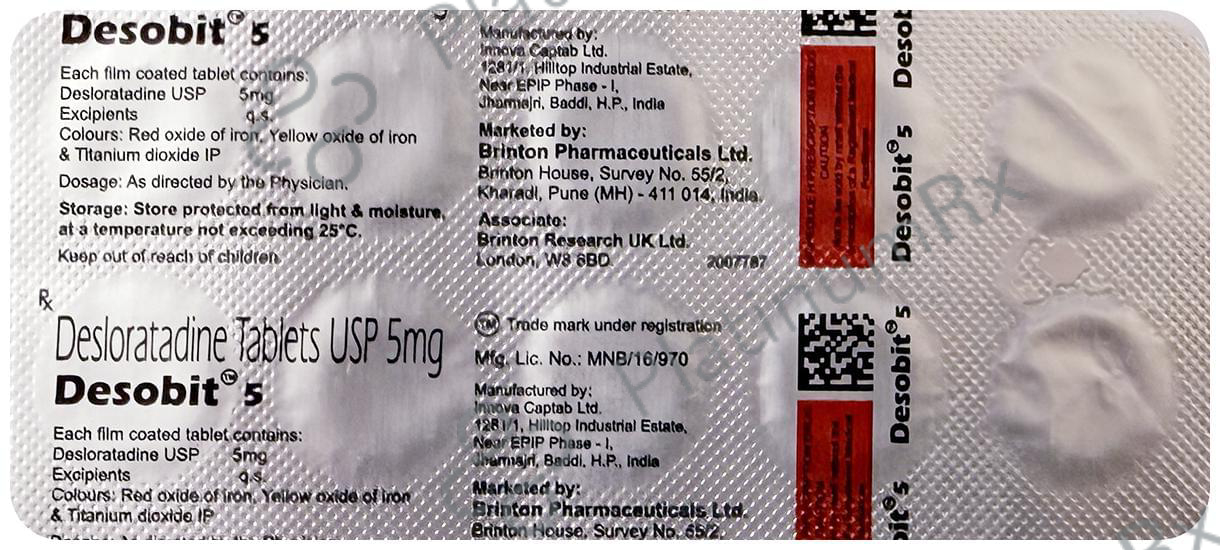 Desobit™ 5
Each film coated tablet contains:
Desloratadine USP 5mg
Excipients q.s.
Colours: Red oxide of iron, Yellow oxide of iron
& Titanium dioxide IP
Dosage: As directed by the Physician.
Storage: Store protected from light & moisture,
at a temperature not exceeding 25°C.
Keep out of reach of children.
Rx
Desloratadine Tablets USP 5mg
Desobit™ 5
Each film coated tablet contains:
Desloratadine USP 5mg
Excipients q.s.
Colours: Red oxide of iron, Yellow oxide of iron
& Titanium dioxide IP
Manufactured by:
Innova Captab Ltd.
1281/1, Hilltop Industrial Estate,
Near EPIP Phase - I,
Jharmajri, Baddi, H.P., India
Marketed by:
Brinton Pharmaceuticals Ltd.
Brinton House, Survey No. 55/2,
Kharadi, Pune (MH) - 411 014, India.
Associate:
Brinton Research UK Ltd.
London, W8 6BD 2007787
TM Trade mark under registration
Mfg. Lic. No.: MNB/16/970
Manufactured by:
Innova Captab Ltd.
1281/1, Hilltop Industrial Estate,
Near EPIP Phase - I,
Jharmajri, Baddi, H.P., India
Marketed by:
Brinton Pharmaceuticals Ltd.
Brinton House, Survey No. 55/2,
CAUTION
Desob
Desobit 5
Desobit 5
bit 5
PlatinumRx